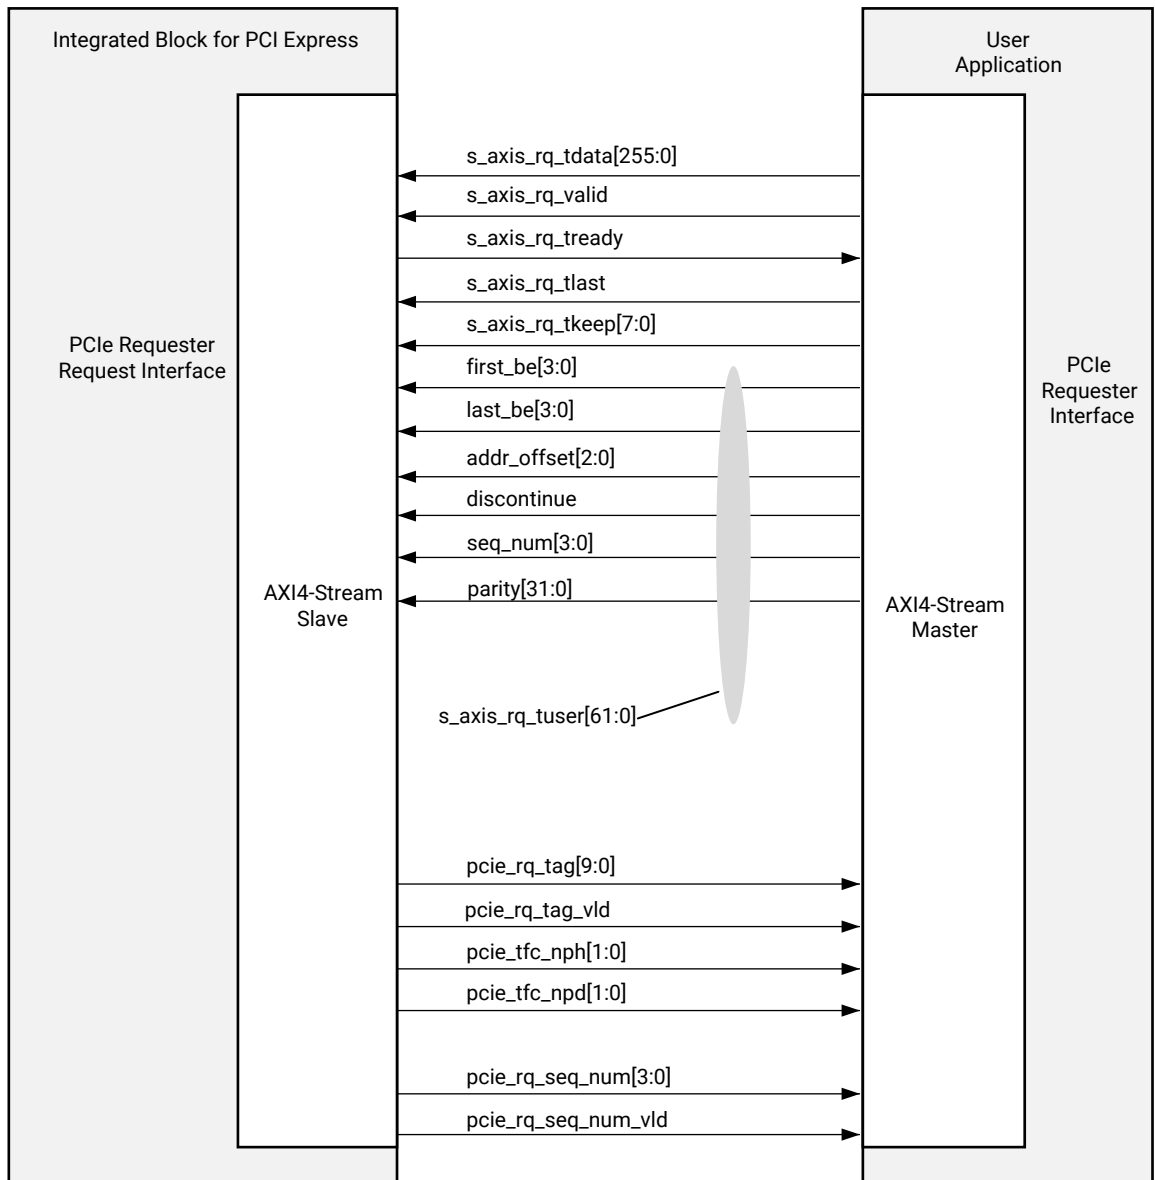 Integrated Block for PCI Express
User
Application
s_axis_rq_tdata[255:0]
s_axis_rq_valid
s_axis_rq_tready
s_axis_rq_tlast
s_axis_rq_tkeep[7:0]
PCIe Requester
Request Interface
first_be[3:0]
PCIe
Requester
Interface
last_be[3:0]
addr_offset[2:0]
discontinue
seq_num[3:0]
parity[31:0]
AXI4-Stream
Slave
AXI4-Stream
Master
s_axis_rq_tuser[61:0]
pcie_rq_tag[9:0]
pcie_rq_tag_vld
pcie_tfc_nph[1:0]
pcie_tfc_npd[1:0]
pcie_rq_seq_num[3:0]
pcie_rq_seq_num_vld